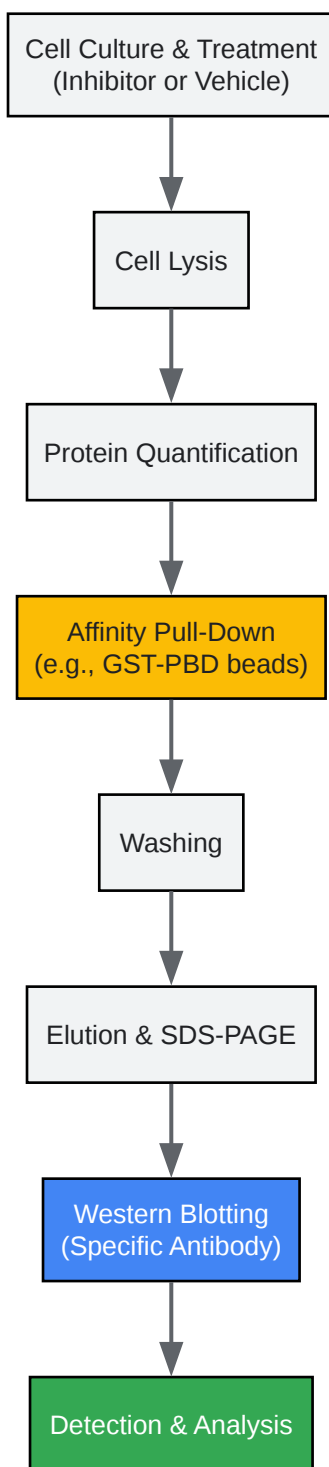 Cell Culture & Treatment
(Inhibitor or Vehicle)
Cell Lysis
Protein Quantification
Affinity Pull-Down
(e.g., GST-PBD beads)
Washing
Elution & SDS-PAGE
Western Blotting
(Specific Antibody)
Detection & Analysis